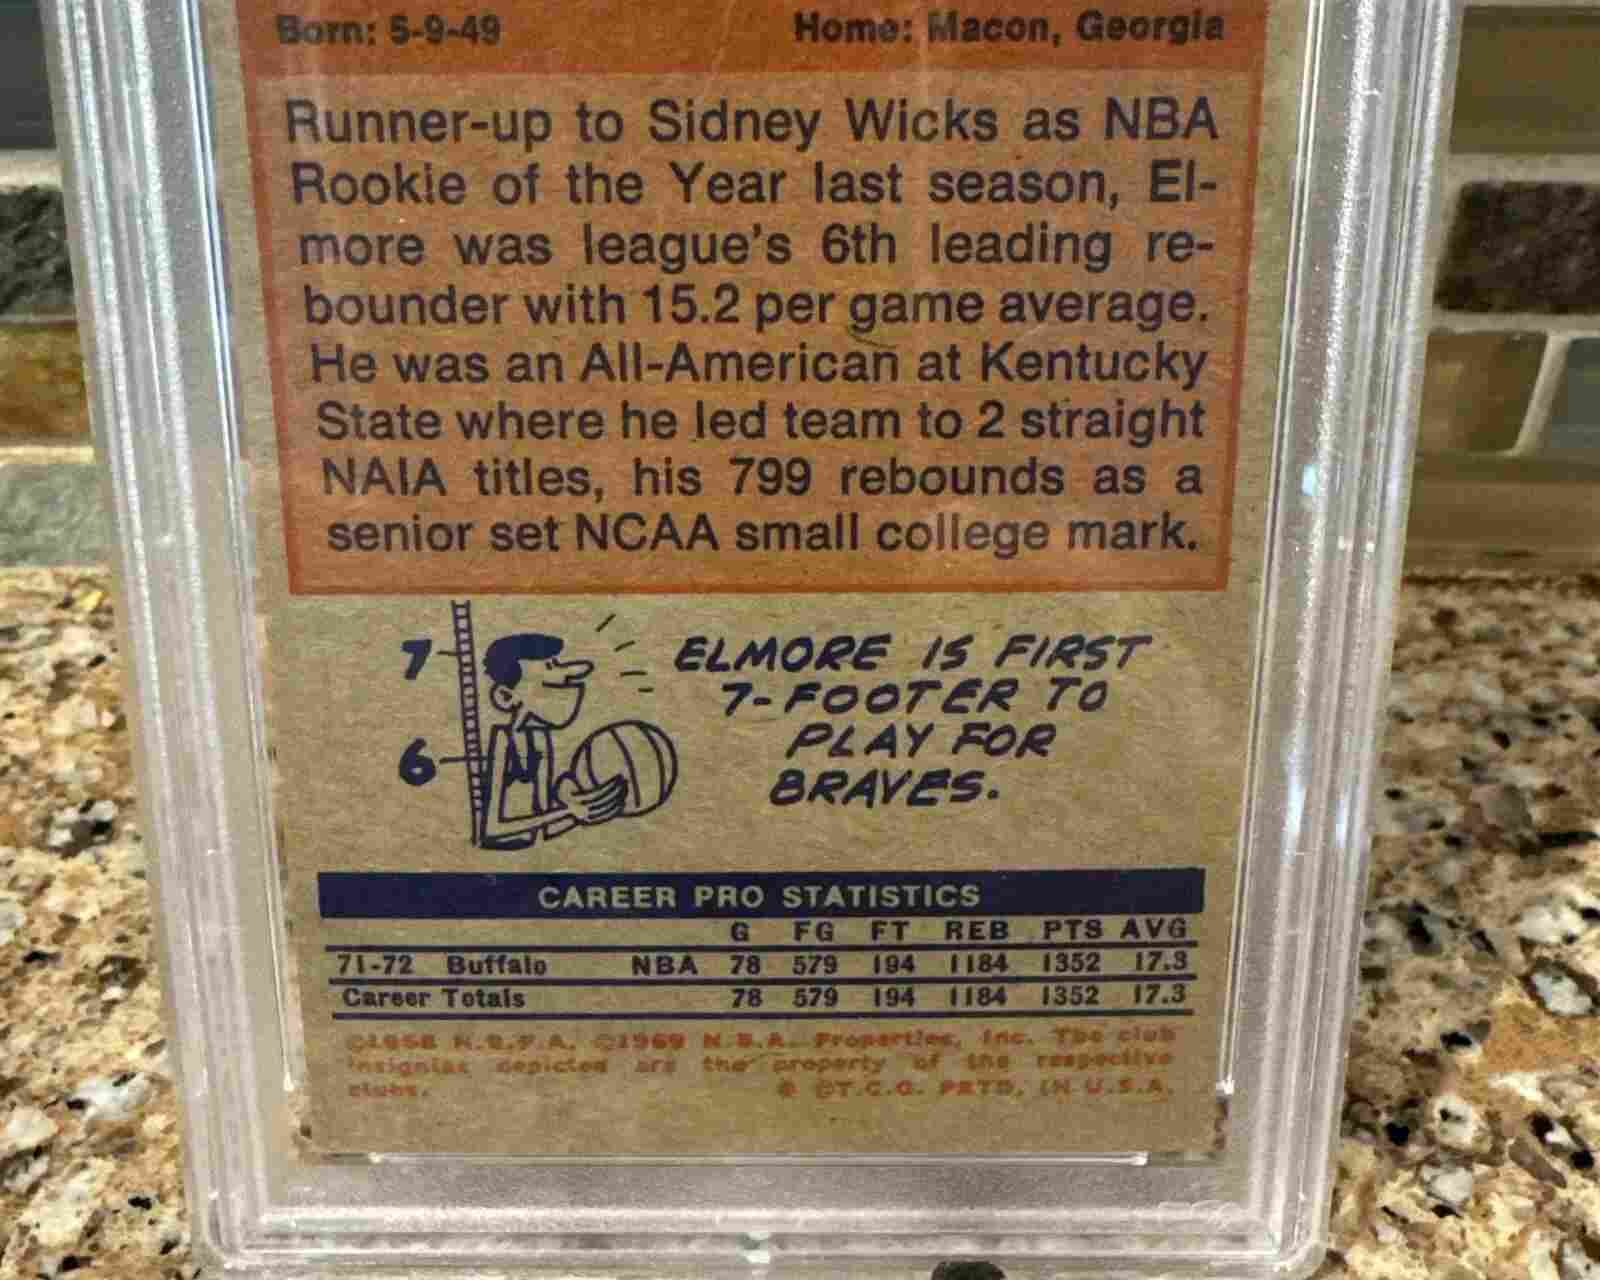 Born: 5-9-49 Home: Macon, Georgia
Runner-up to Sidney Wicks as NBA
Rookie of the Year last season, El-
more was league's 6th leading re-
bounder with 15.2 per game average.
He was an All-American at Kentucky
State where he led team to 2 straight
NAIA titles, his 799 rebounds as a
senior set NCAA small college mark.
7
6
ELMORE IS FIRST
7-FOOTER TO
PLAY FOR
BRAVES.
CAREER PRO STATISTICS
G FG FT REB PTS AVG
71-72 Buffalo NBA 78 579 194 1184 1352 17.3
Career Totals 78 579 194 1184 1352 17.3
©1968 N.B.P.A. ©1969 N.B.A. Properties, Inc. The club
insignias depicted are the property of the respective
clubs. ©T.C.G. PRTD. IN U.S.A.